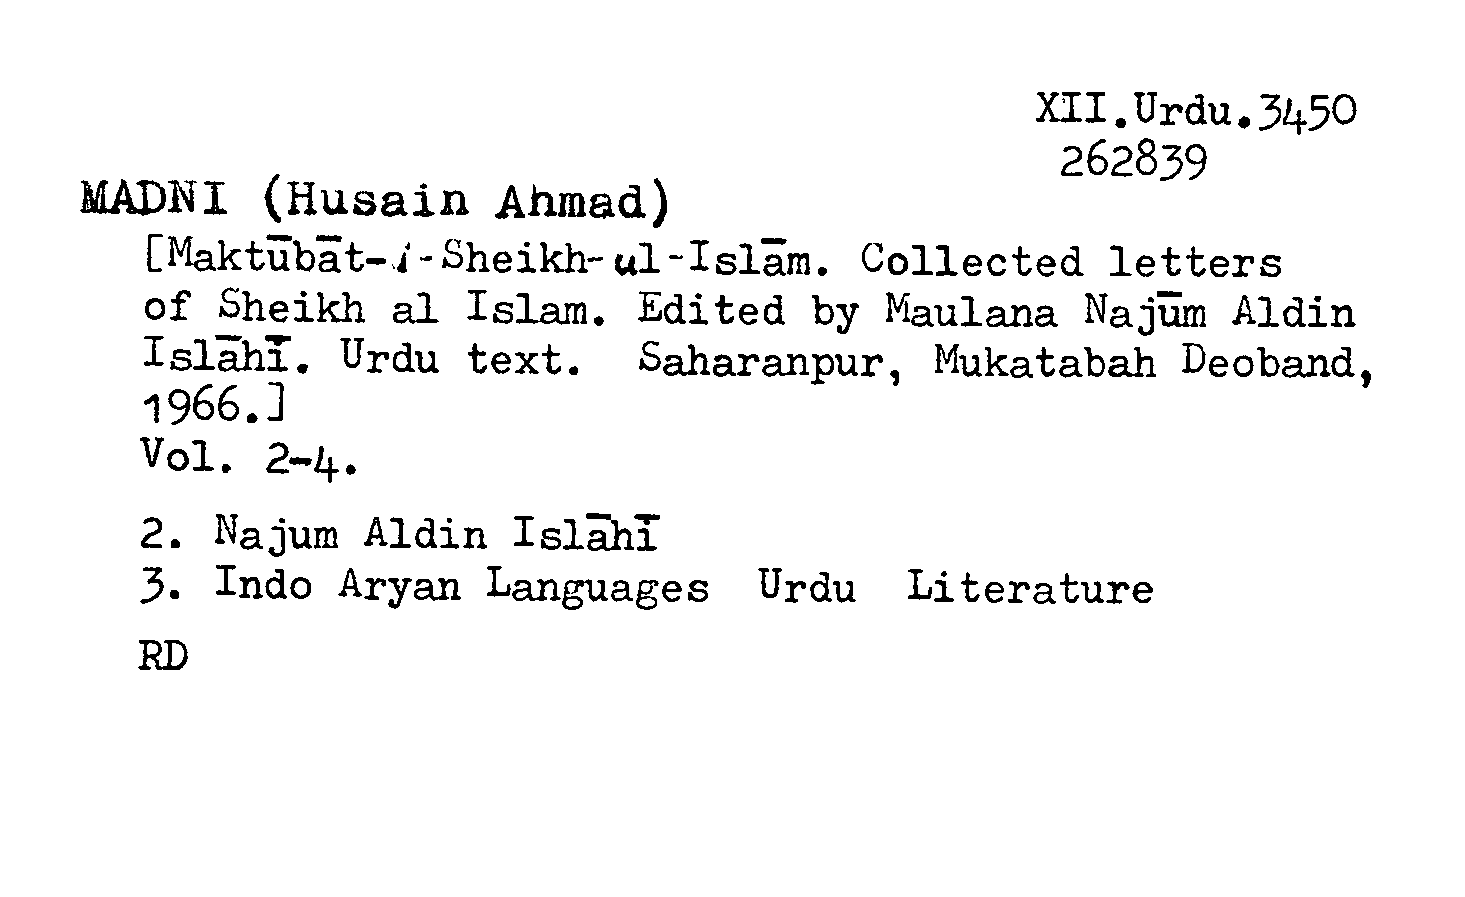 XII.Urdu.3450
262839
MADNI (Husain Ahmad)
[Maktūbāt-i-Sheikh-ul-Islām. Collected letters
of Sheikh al Islam. Edited by Maulana Najūm Aldin
Islāhī. Urdu text. Saharanpur, Mukatabah Deoband,
1966.]
Vol. 2-4.
2. Najum Aldin Islāhī
3. Indo Aryan Languages Urdu Literature
RD